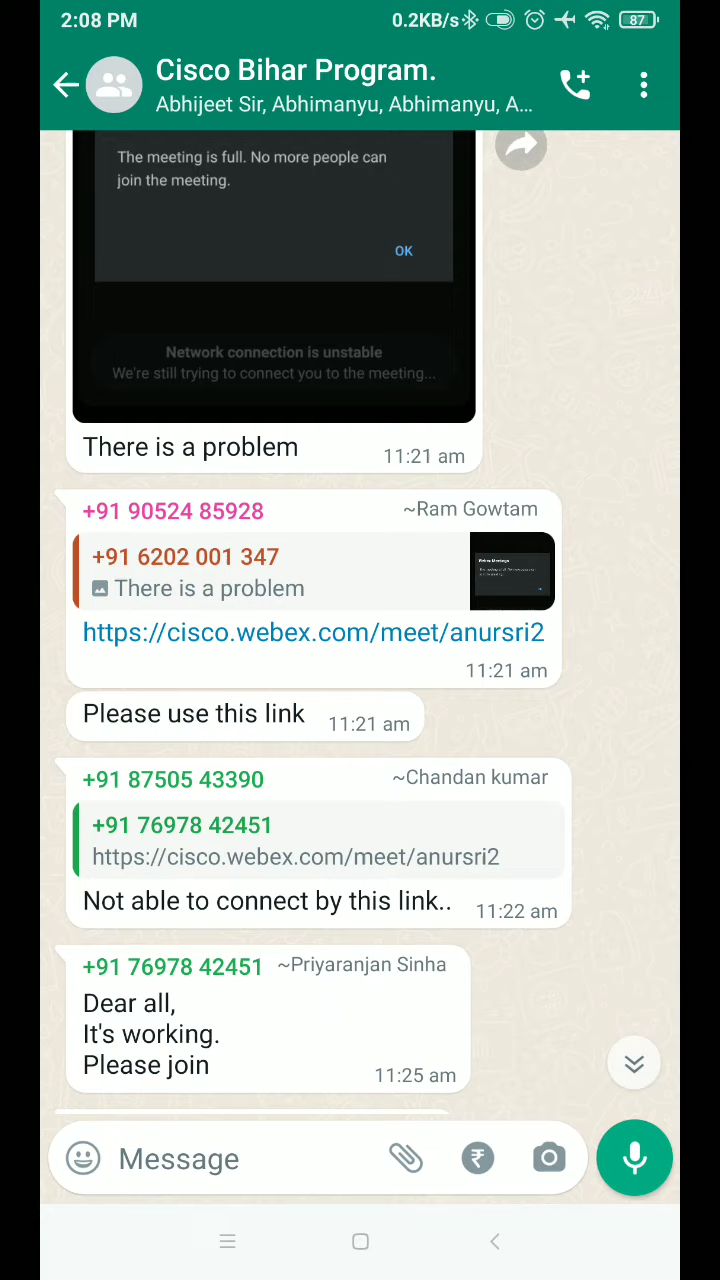 2:08 PM 0.2KB/s 87
Cisco Bihar Program.
Abhijeet Sir, Abhimanyu, Abhimanyu, A...
The meeting is full. No more people can
join the meeting.
OK
Network connection is unstable
We're still trying to connect you to the meeting...
There is a problem 11:21 am
+91 90524 85928 ~Ram Gowtam
+91 6202 001 347
There is a problem
https://cisco.webex.com/meet/anursri2
11:21 am
Please use this link 11:21 am
+91 87505 43390 ~Chandan kumar
+91 76978 42451
https://cisco.webex.com/meet/anursri2
Not able to connect by this link.. 11:22 am
+91 76978 42451 ~Priyaranjan Sinha
Dear all,
It's working.
Please join 11:25 am
Message ₹